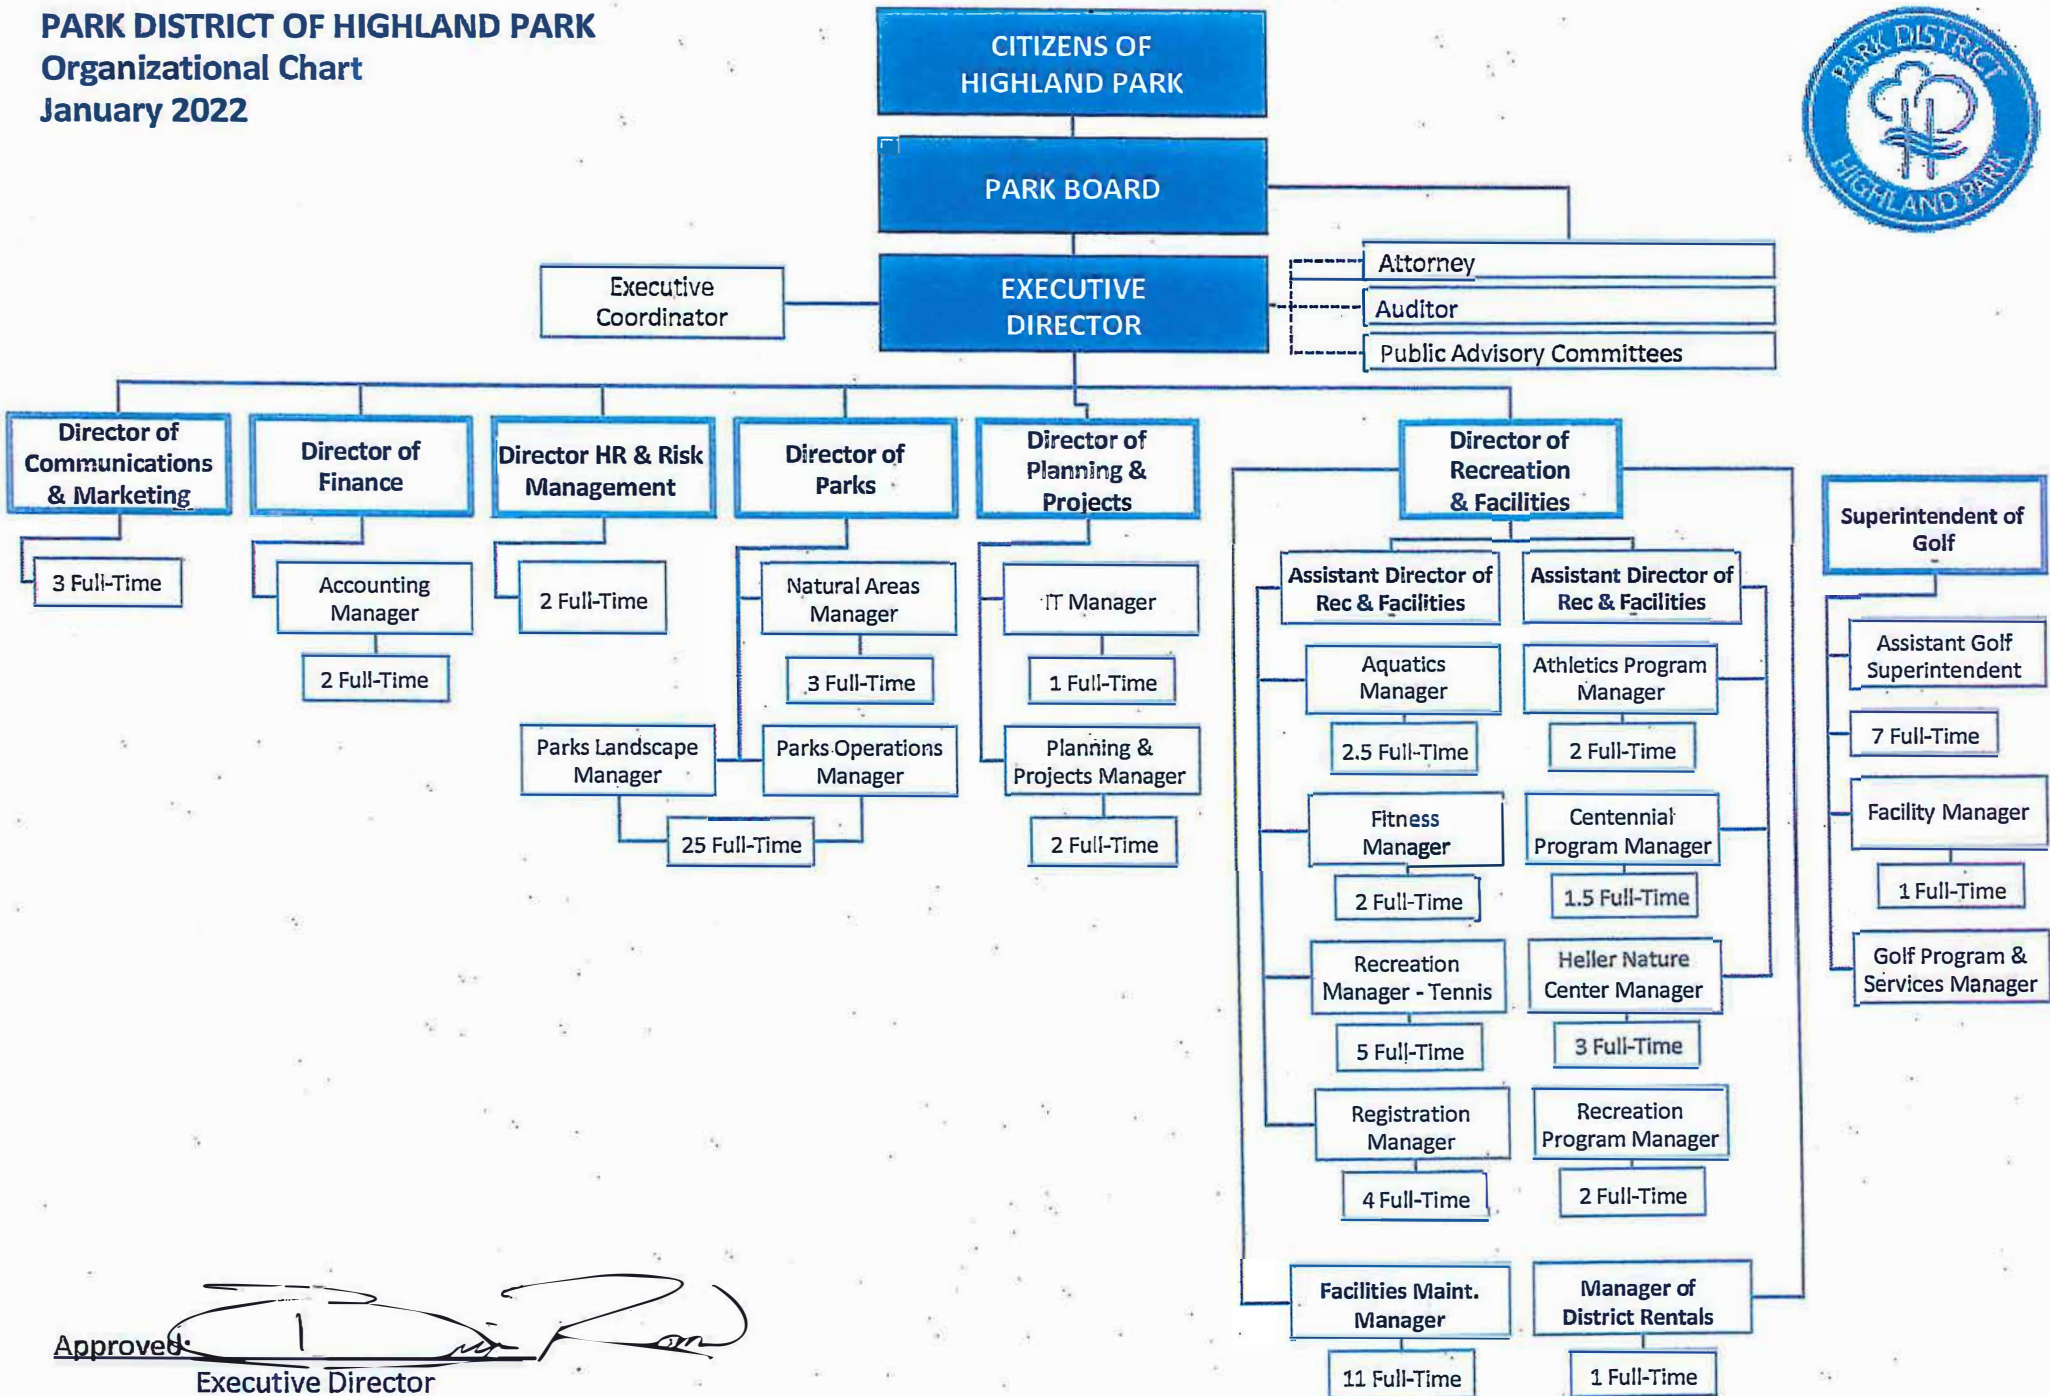 PARK DISTRICT OF HIGHLAND PARK
Organizational Chart
January 2022
CITIZENS OF
HIGHLAND PARK
PARK DISTRICT
HIGHLAND PARK
PARK BOARD
Executive
Coordinator
EXECUTIVE
DIRECTOR
Attorney
Auditor
Public Advisory Committees
Director of
Communications
& Marketing
3 Full-Time
Director of
Finance
Accounting
Manager
2 Full-Time
Director HR & Risk
Management
2 Full-Time
Director of
Parks
Natural Areas
Manager
3 Full-Time
Parks Landscape
Manager
Parks Operations
Manager
25 Full-Time
Director of
Planning &
Projects
IT Manager
1 Full-Time
Planning &
Projects Manager
2 Full-Time
Director of
Recreation
& Facilities
Assistant Director of
Rec & Facilities
Aquatics
Manager
2.5 Full-Time
Fitness
Manager
2 Full-Time
Recreation
Manager - Tennis
5 Full-Time
Registration
Manager
4 Full-Time
Assistant Director of
Rec & Facilities
Athletics Program
Manager
2 Full-Time
Centennial
Program Manager
1.5 Full-Time
Heller Nature
Center Manager
3 Full-Time
Recreation
Program Manager
2 Full-Time
Facilities Maint.
Manager
11 Full-Time
Manager of
District Rentals
1 Full-Time
Superintendent of
Golf
Assistant Golf
Superintendent
7 Full-Time
Facility Manager
1 Full-Time
Golf Program &
Services Manager
Approved:
Executive Director